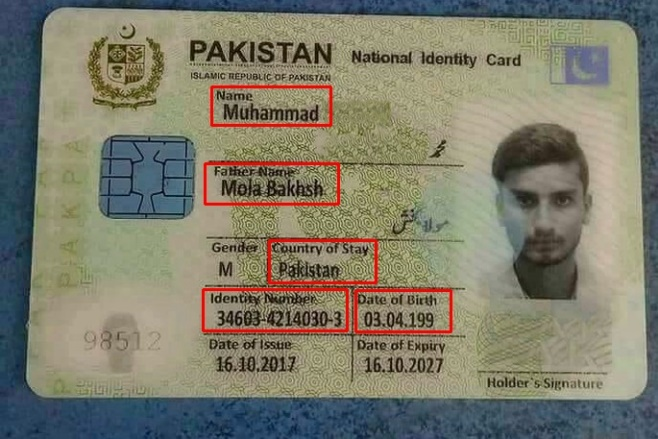 PAKISTAN National Identity Card
ISLAMIC REPUBLIC OF PAKISTAN
Name
Muhammad
محمد
Father Name
Mola Bakhsh
مولا بخش
Gender Country of Stay
M Pakistan
Identity Number Date of Birth
34603-4214030-3 03.04.199
Date of Issue Date of Expiry
16.10.2017 16.10.2027
98512
Holder's Signature